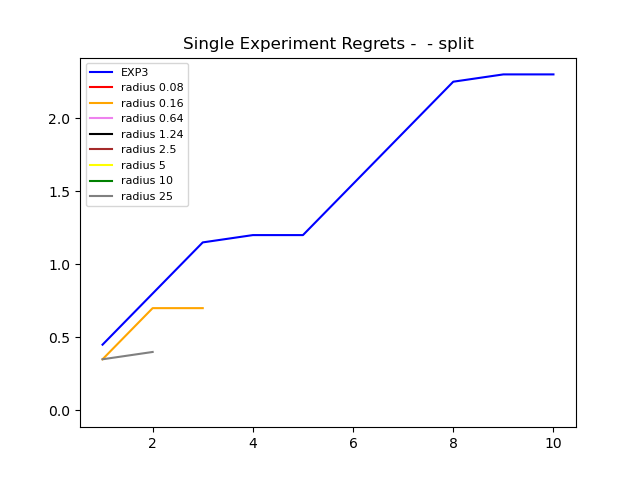 Single Experiment Regrets -  - split
EXP3
radius 0.08
radius 0.16
radius 0.64
radius 1.24
radius 2.5
radius 5
radius 10
radius 25
2.0
1.5
1.0
0.5
0.0
2 4 6 8 10